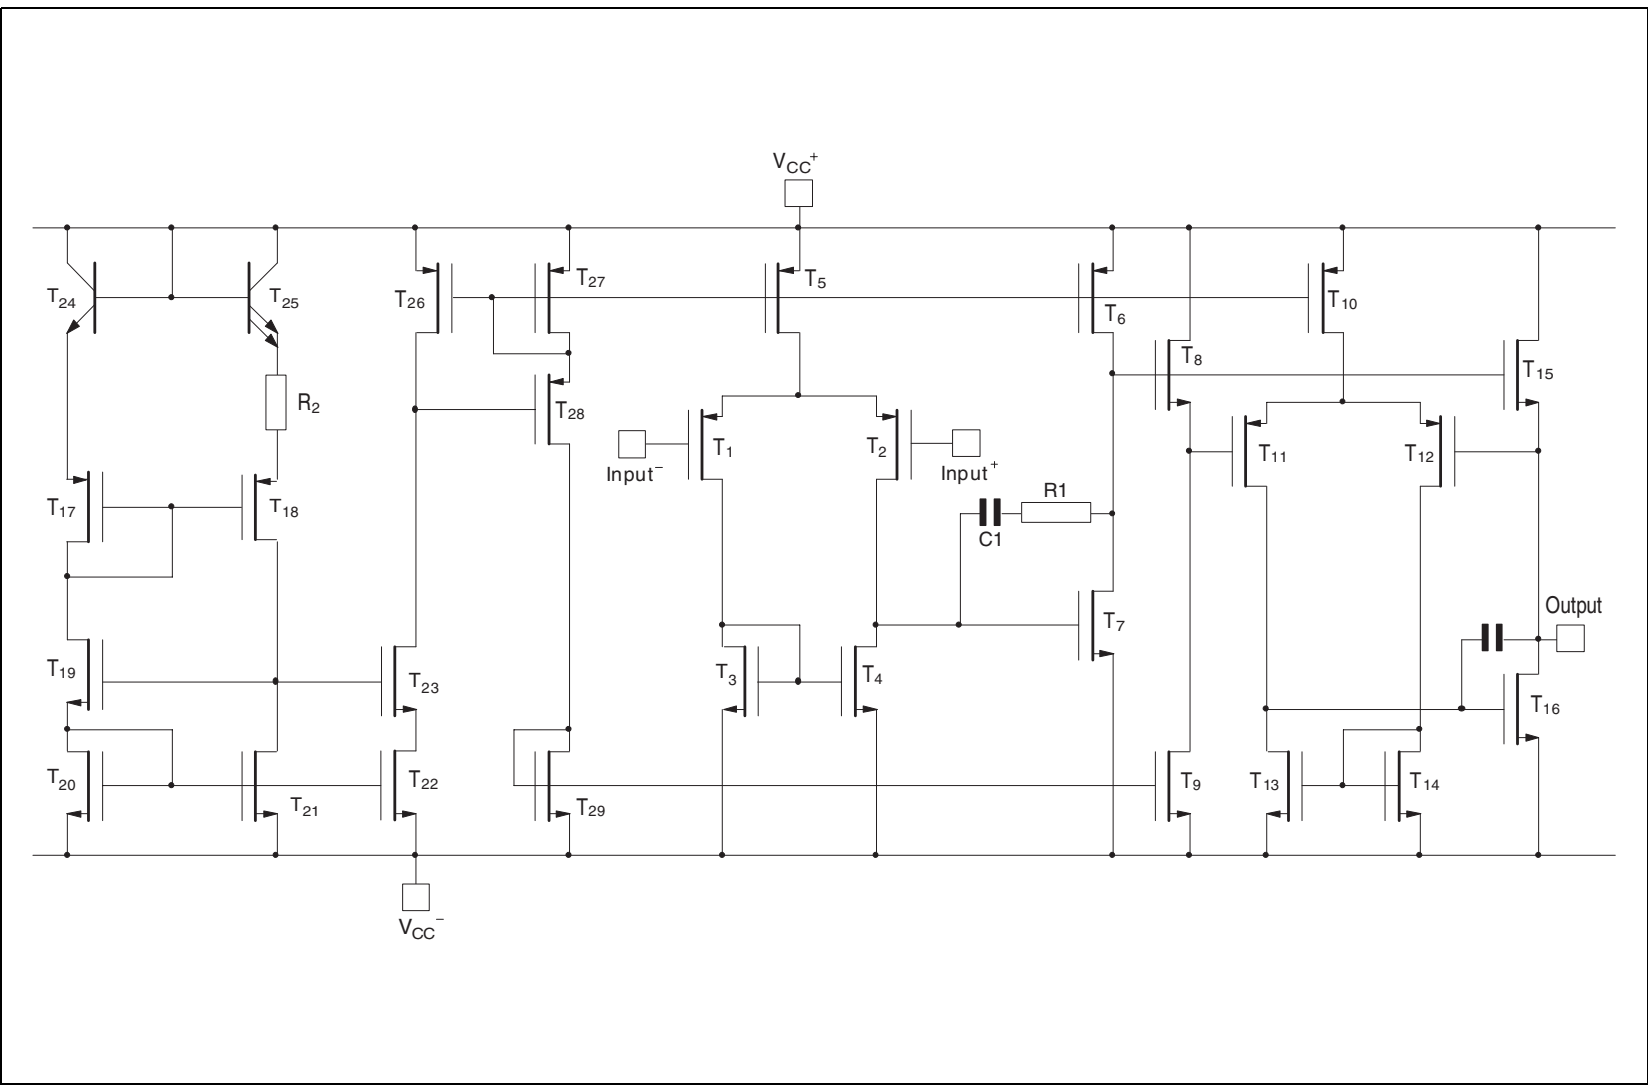 VCC+
T24
T25
T26
T27
T5
T6
T10
R2
T28
T8
T15
T1
T2
Input−
Input+
T11
T12
T17
T18
R1
C1
T7
Output
T19
T23
T3
T4
T16
T20
T21
T22
T29
T9
T13
T14
VCC−